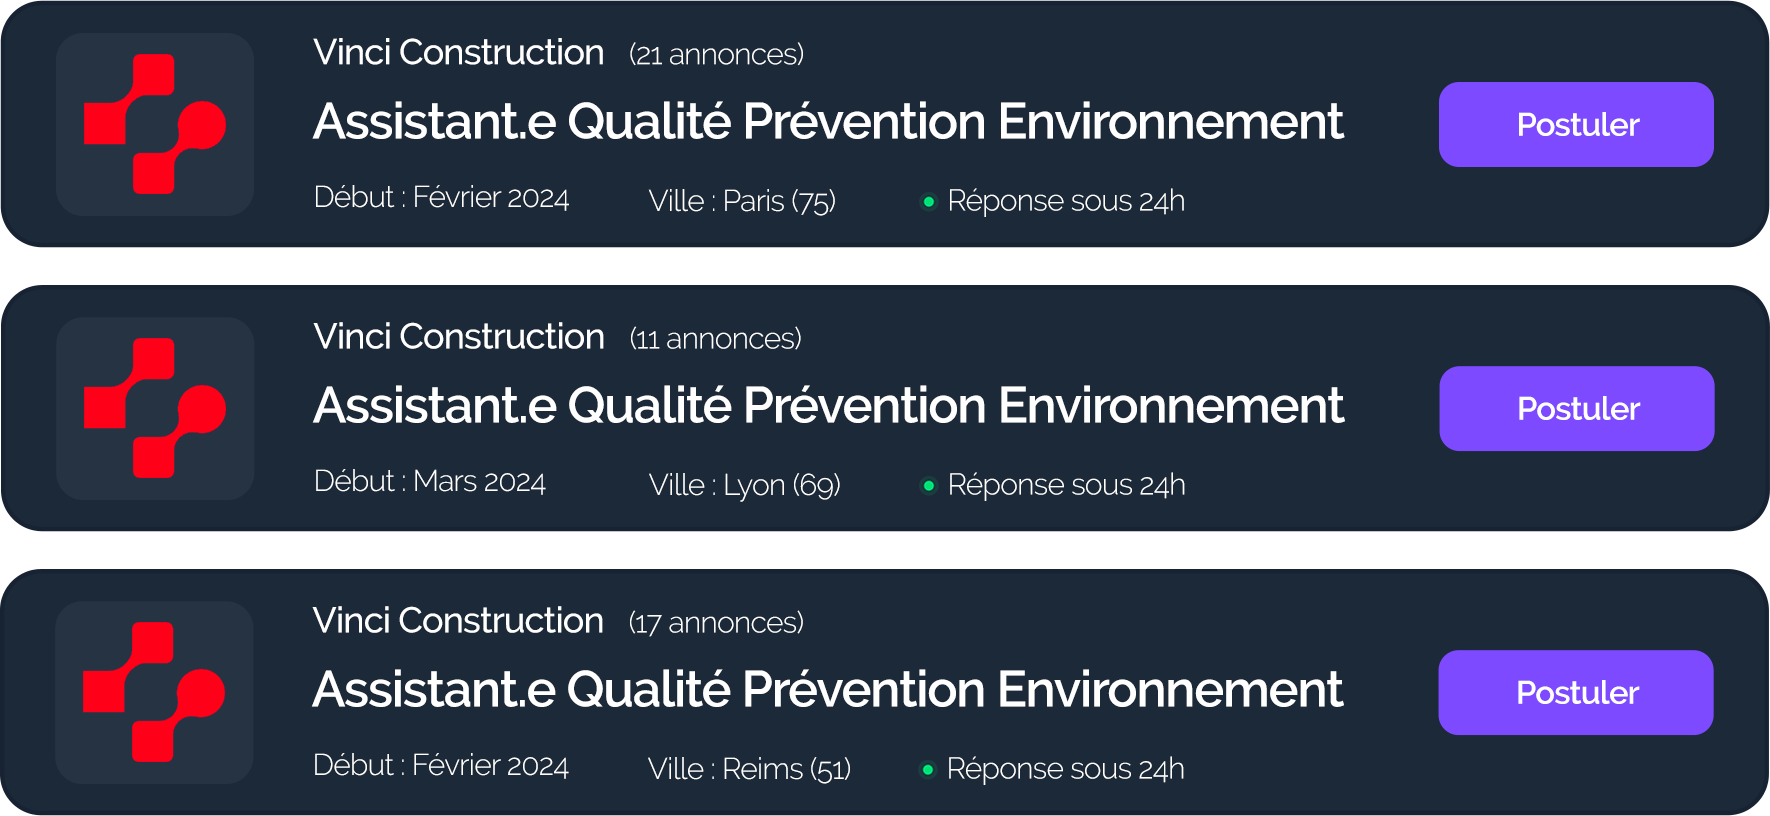 Vinci Construction (21 annonces)
Assistant.e Qualité Prévention Environnement
Postuler
Début : Février 2024 Ville : Paris (75) Réponse sous 24h
Vinci Construction (11 annonces)
Assistant.e Qualité Prévention Environnement
Postuler
Début : Mars 2024 Ville : Lyon (69) Réponse sous 24h
Vinci Construction (17 annonces)
Assistant.e Qualité Prévention Environnement
Postuler
Début : Février 2024 Ville : Reims (51) Réponse sous 24h